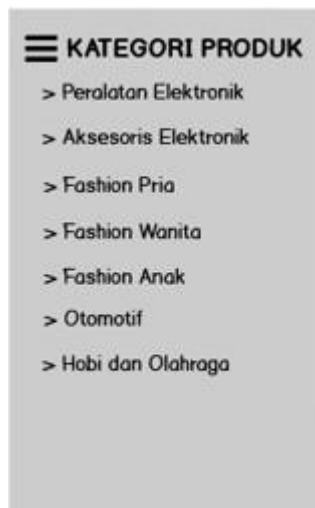 KATEGORI PRODUK
> Peralatan Elektronik
> Aksesoris Elektronik
> Fashion Pria
> Fashion Wanita
> Fashion Anak
> Otomotif
> Hobi dan Olahraga